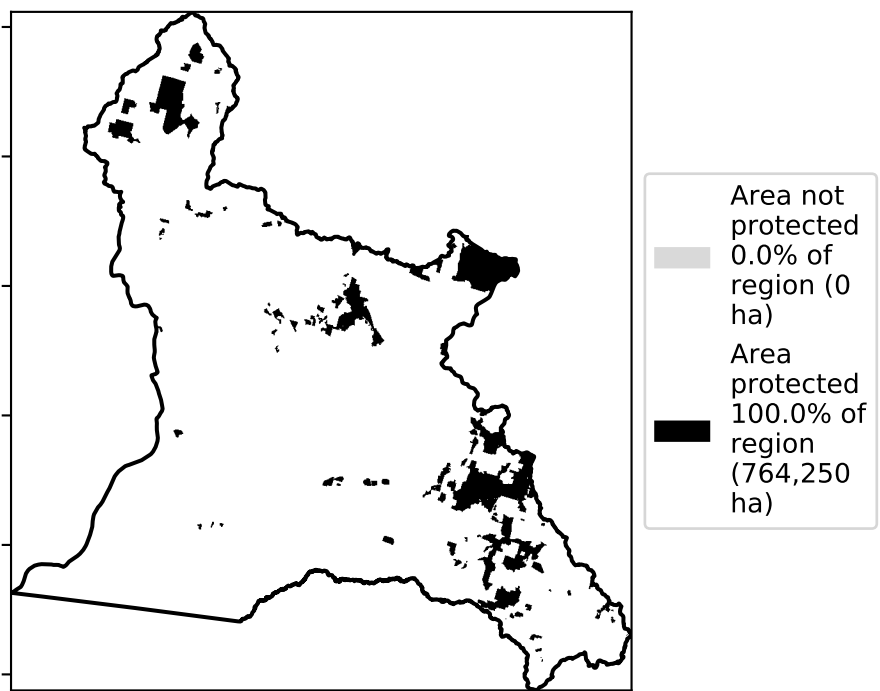 Area not
protected
0.0% of
region (0
ha)
Area
protected
100.0% of
region
(764,250
ha)